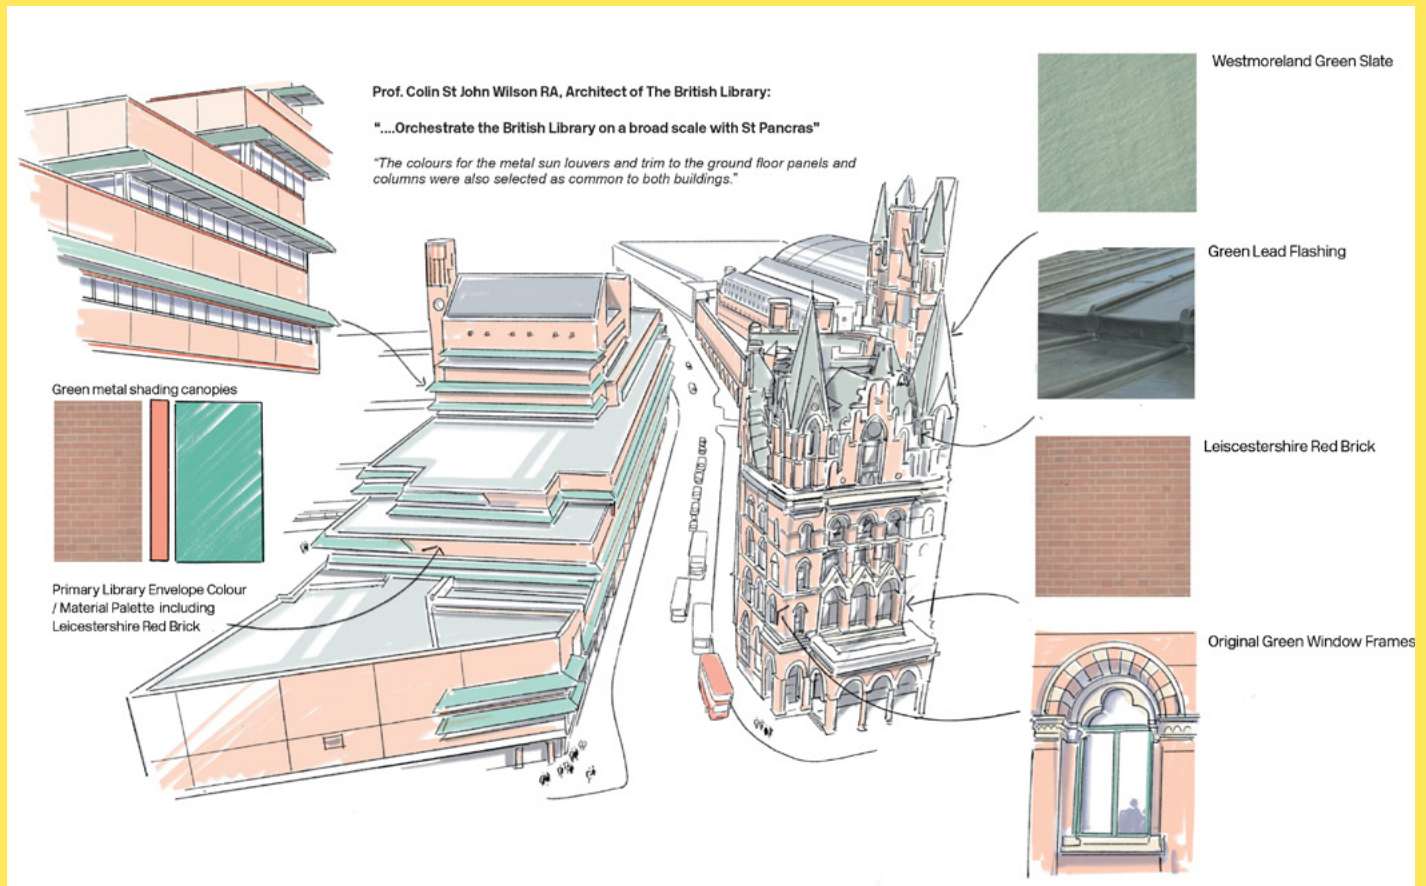 Prof. Colin St John Wilson RA, Architect of The British Library:
“....Orchestrate the British Library on a broad scale with St Pancras”
“The colours for the metal sun louvers and trim to the ground floor panels and
columns were also selected as common to both buildings.”
Green metal shading canopies
Primary Library Envelope Colour
/ Material Palette including
Leicestershire Red Brick
Westmoreland Green Slate
Green Lead Flashing
Leiscestershire Red Brick
Original Green Window Frames